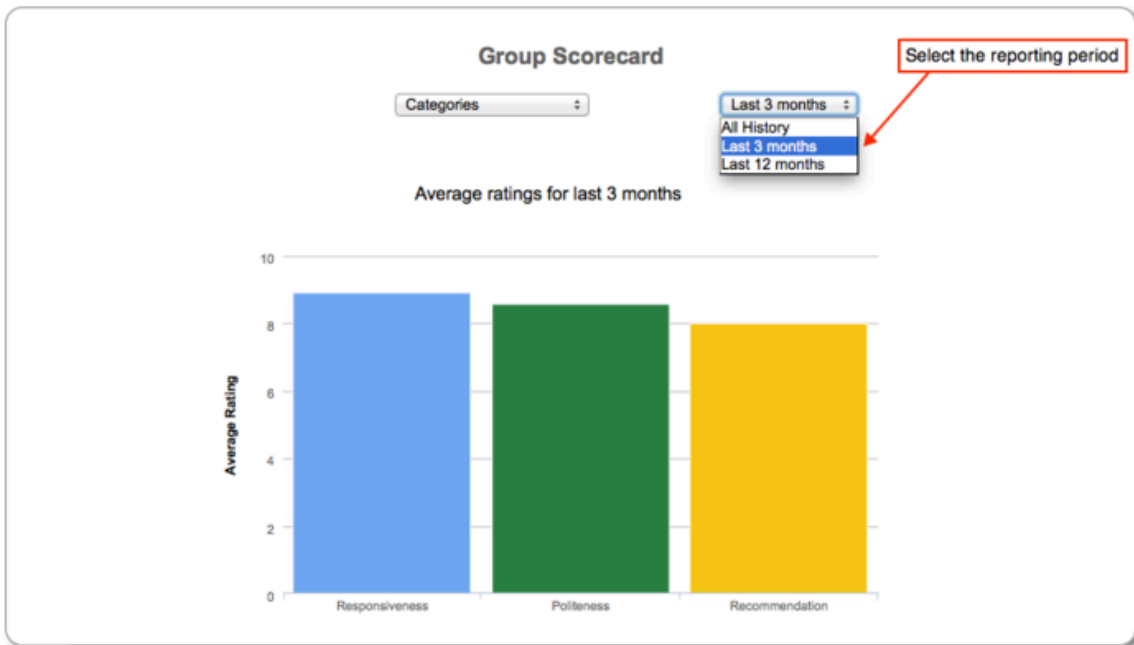 Group Scorecard
Select the reporting period
Categories
Last 3 months
All History
Last 3 months
Last 12 months
Average ratings for last 3 months
10
8
6
4
2
0
Average Rating
Responsiveness
Politeness
Recommendation